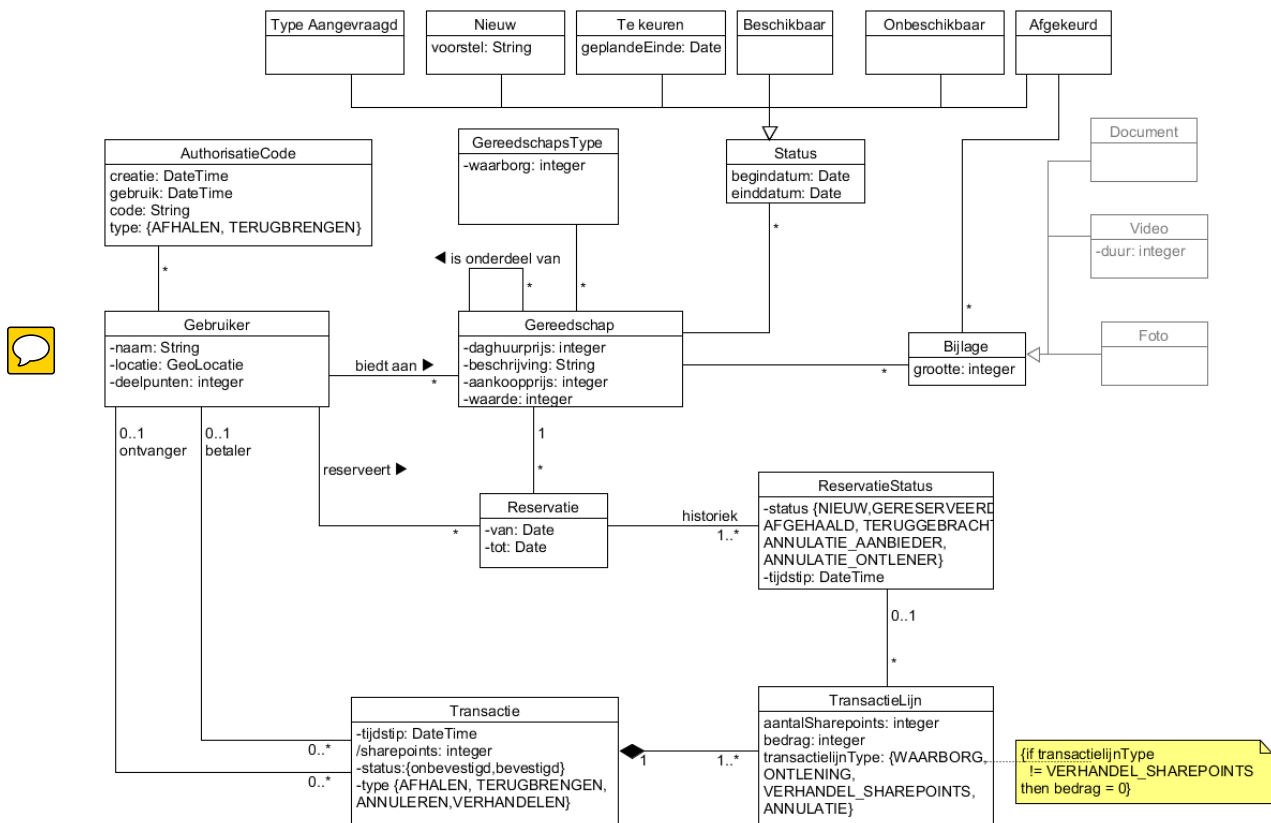 Type Aangevraagd
Nieuw
voorstel: String
Te keuren
geplandeEinde: Date
Beschikbaar
Onbeschikbaar
Afgekeurd
AuthorisatieCode
creatie: DateTime
gebruik: DateTime
code: String
type: {AFHALEN, TERUGBRENGEN}
GereedschapsType
-waarborg: integer
Status
begindatum: Date
einddatum: Date
Document
Video
-duur: integer
Foto
*
◀ is onderdeel van
*
*
*
*
Gebruiker
-naam: String
-locatie: GeoLocatie
-deelpunten: integer
biedt aan ▶
*
Gereedschap
-daghuurprijs: integer
-beschrijving: String
-aankoopprijs: integer
-waarde: integer
*
Bijlage
grootte: integer
0..1
ontvanger
0..1
betaler
reserveert ▶
*
1
*
Reservatie
-van: Date
-tot: Date
historiek
1..*
ReservatieStatus
-status {NIEUW,GERESERVEERD
AFGEHAALD, TERUGGEBRACHT
ANNULATIE_AANBIEDER,
ANNULATIE_ONTLENER}
-tijdstip: DateTime
0..1
*
0..*
0..*
Transactie
-tijdstip: DateTime
/sharepoints: integer
-status:{onbevestigd,bevestigd}
-type {AFHALEN, TERUGBRENGEN,
ANNULEREN,VERHANDELEN}
1
1..*
TransactieLijn
aantalSharepoints: integer
bedrag: integer
transactielijnType: {WAARBORG,
ONTLENING,
VERHANDEL_SHAREPOINTS,
ANNULATIE}
{if transactielijnType
!= VERHANDEL_SHAREPOINTS
then bedrag = 0}